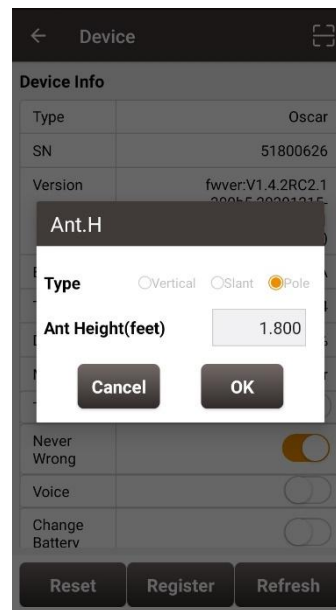 Device
Device Info
Type Oscar
SN 51800626
Version fwver:V1.4.2RC2.1
Ant.H
Type Vertical Slant Pole
Ant Height(feet) 1.800
Cancel OK
Never
Wrong
Voice
Change
Battery
Reset Register Refresh